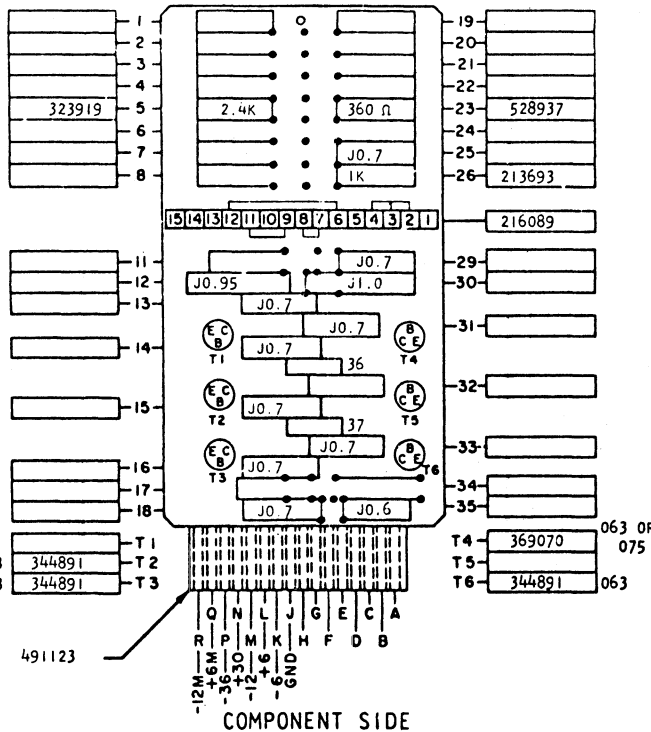 1 19
2 20
3 21
4 22
323919 5 2.4K 360 Ω 23 528937
6 24
7 J0.7 25
8 1K 26 213693
15 14 13 12 11 10 9 8 7 6 5 4 3 2 1 216089
11 J0.7 29
12 J0.95 J1.0 30
13 J0.7
E C B J0.7 B C E 31
T1 J0.7 T4
14
36
E C B B C E 32
T2 J0.7 T5
15
37
E C B J0.7 B C E 33
T3 J0.7 T6
16
17 34
18 J0.7 J0.6 35
T1 T4 369070 063 OR
344891 T2 T5 075
344891 T3 T6 344891 063
Q N L J G E C A
R P M K H F D B
-12M +6M -36 +30 -12 +6 -6 GND
491123
COMPONENT SIDE